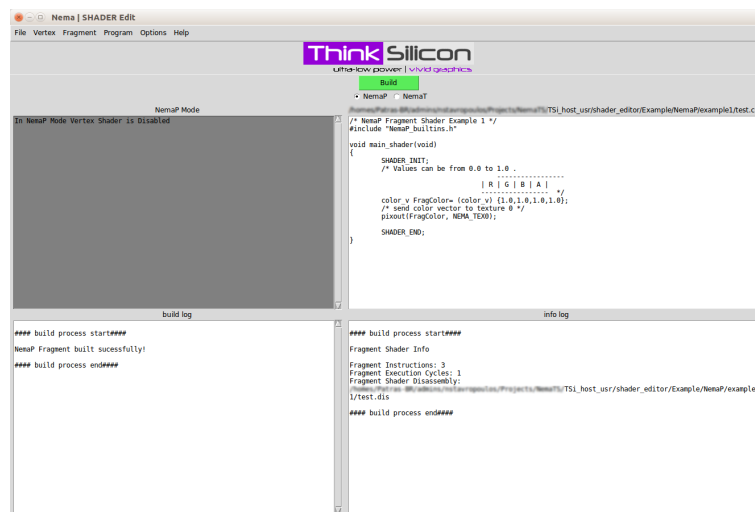 Nema | SHADER Edit
File Vertex Fragment Program Options Help
Think Silicon
ultra-low power | vivid graphics
Build
NemaP NemaT
NemaP Mode
TSi_host_usr/shader_editor/Example/NemaP/example1/test.c
In NemaP Mode Vertex Shader is Disabled
/* NemaP Fragment Shader Example 1 */
#include "NemaP_builtins.h"
void main_shader(void)
{
SHADER_INIT;
/* Values can be from 0.0 to 1.0 .
----------------
| R | G | B | A |
---------------- */
color_v FragColor= (color_v) {1.0,1.0,1.0,1.0};
/* send color vector to texture 0 */
pixout(FragColor, NEMA_TEX0);
SHADER_END;
}
build log
info log
#### build process start####
NemaP Fragment built sucessfully!
#### build process end####
#### build process start####
Fragment Shader Info
Fragment Instructions: 3
Fragment Execution Cycles: 1
Fragment Shader Disassembly:
TSi_host_usr/shader_editor/Example/NemaP/example
1/test.dis
#### build process end####